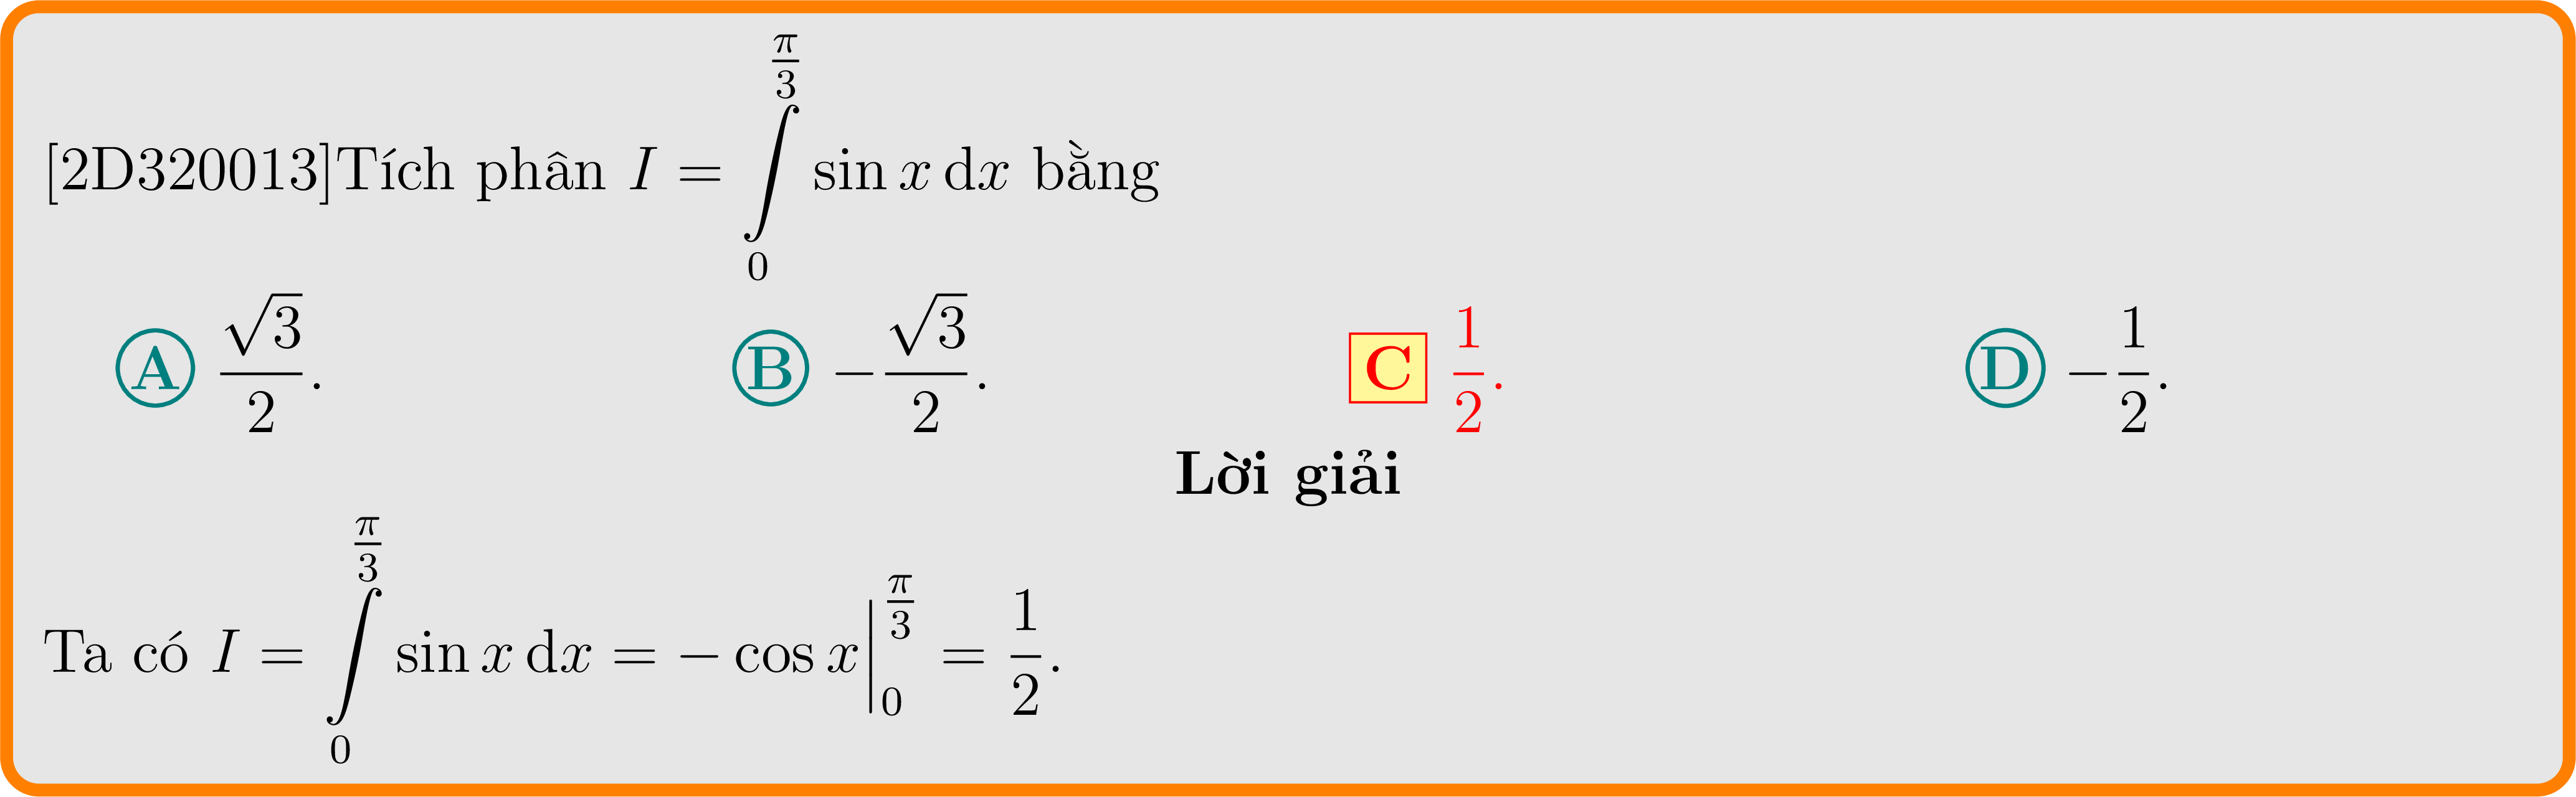 [2D320013]Tích phân $I = \int\limits_{0}^{\frac{\pi}{3}} \sin x \, \mathrm{d}x$ bằng
A $\frac{\sqrt{3}}{2}$. B $-\frac{\sqrt{3}}{2}$. C $\frac{1}{2}$. D $-\frac{1}{2}$.
Lời giải
Ta có $I = \int\limits_{0}^{\frac{\pi}{3}} \sin x \, \mathrm{d}x = -\cos x \Big|_{0}^{\frac{\pi}{3}} = \frac{1}{2}$.